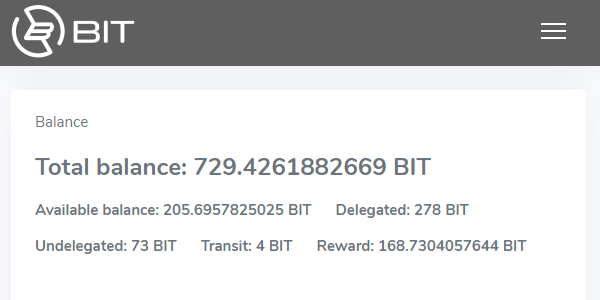 BIT
Balance
Total balance: 729.4261882669 BIT
Available balance: 205.6957825025 BIT Delegated: 278 BIT
Undelegated: 73 BIT Transit: 4 BIT Reward: 168.7304057644 BIT